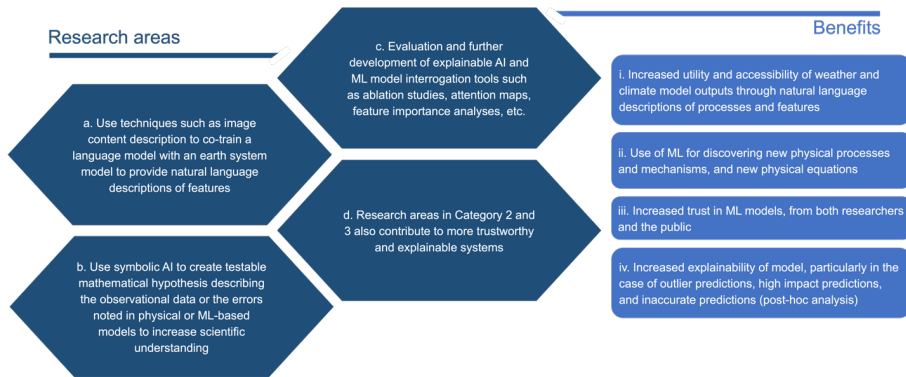 Research areas
Benefits
a. Use techniques such as image
content description to co-train a
language model with an earth system
model to provide natural language
descriptions of features
b. Use symbolic AI to create testable
mathematical hypothesis describing
the observational data or the errors
noted in physical or ML-based
models to increase scientific
understanding
c. Evaluation and further
development of explainable AI and
ML model interrogation tools such
as ablation studies, attention maps,
feature importance analyses, etc.
d. Research areas in Category 2 and
3 also contribute to more trustworthy
and explainable systems
i. Increased utility and accessibility of weather and
climate model outputs through natural language
descriptions of processes and features
ii. Use of ML for discovering new physical processes
and mechanisms, and new physical equations
iii. Increased trust in ML models, from both researchers
and the public
iv. Increased explainability of model, particularly in the
case of outlier predictions, high impact predictions,
and inaccurate predictions (post-hoc analysis)